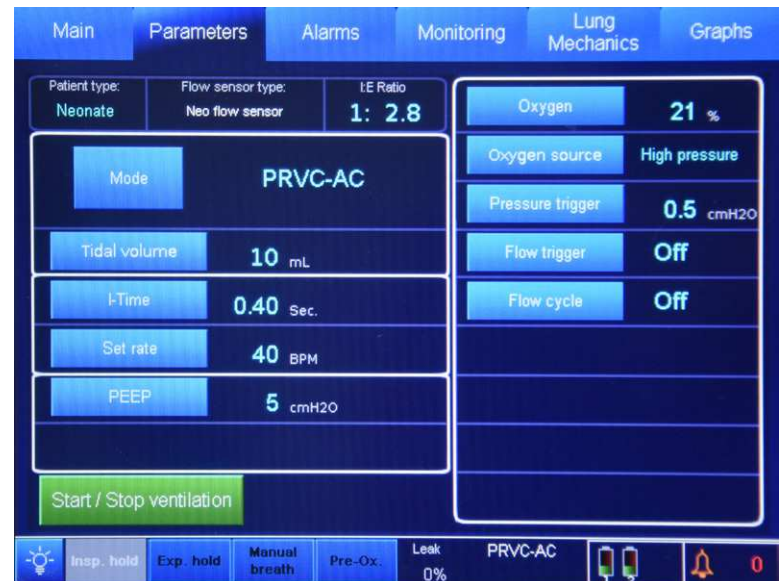 Main
Parameters
Alarms
Monitoring
Lung
Mechanics
Graphs
Patient type:
Neonate
Flow sensor type:
Neo flow sensor
I:E Ratio
1: 2.8
Mode
PRVC-AC
Tidal volume
10 mL
I-Time
0.40 Sec.
Set rate
40 BPM
PEEP
5 cmH2O
Start / Stop ventilation
Oxygen
21 %
Oxygen source
High pressure
Pressure trigger
0.5 cmH2O
Flow trigger
Off
Flow cycle
Off
Insp. hold
Exp. hold
Manual
breath
Pre-Ox.
Leak
0%
PRVC-AC
1 2
0